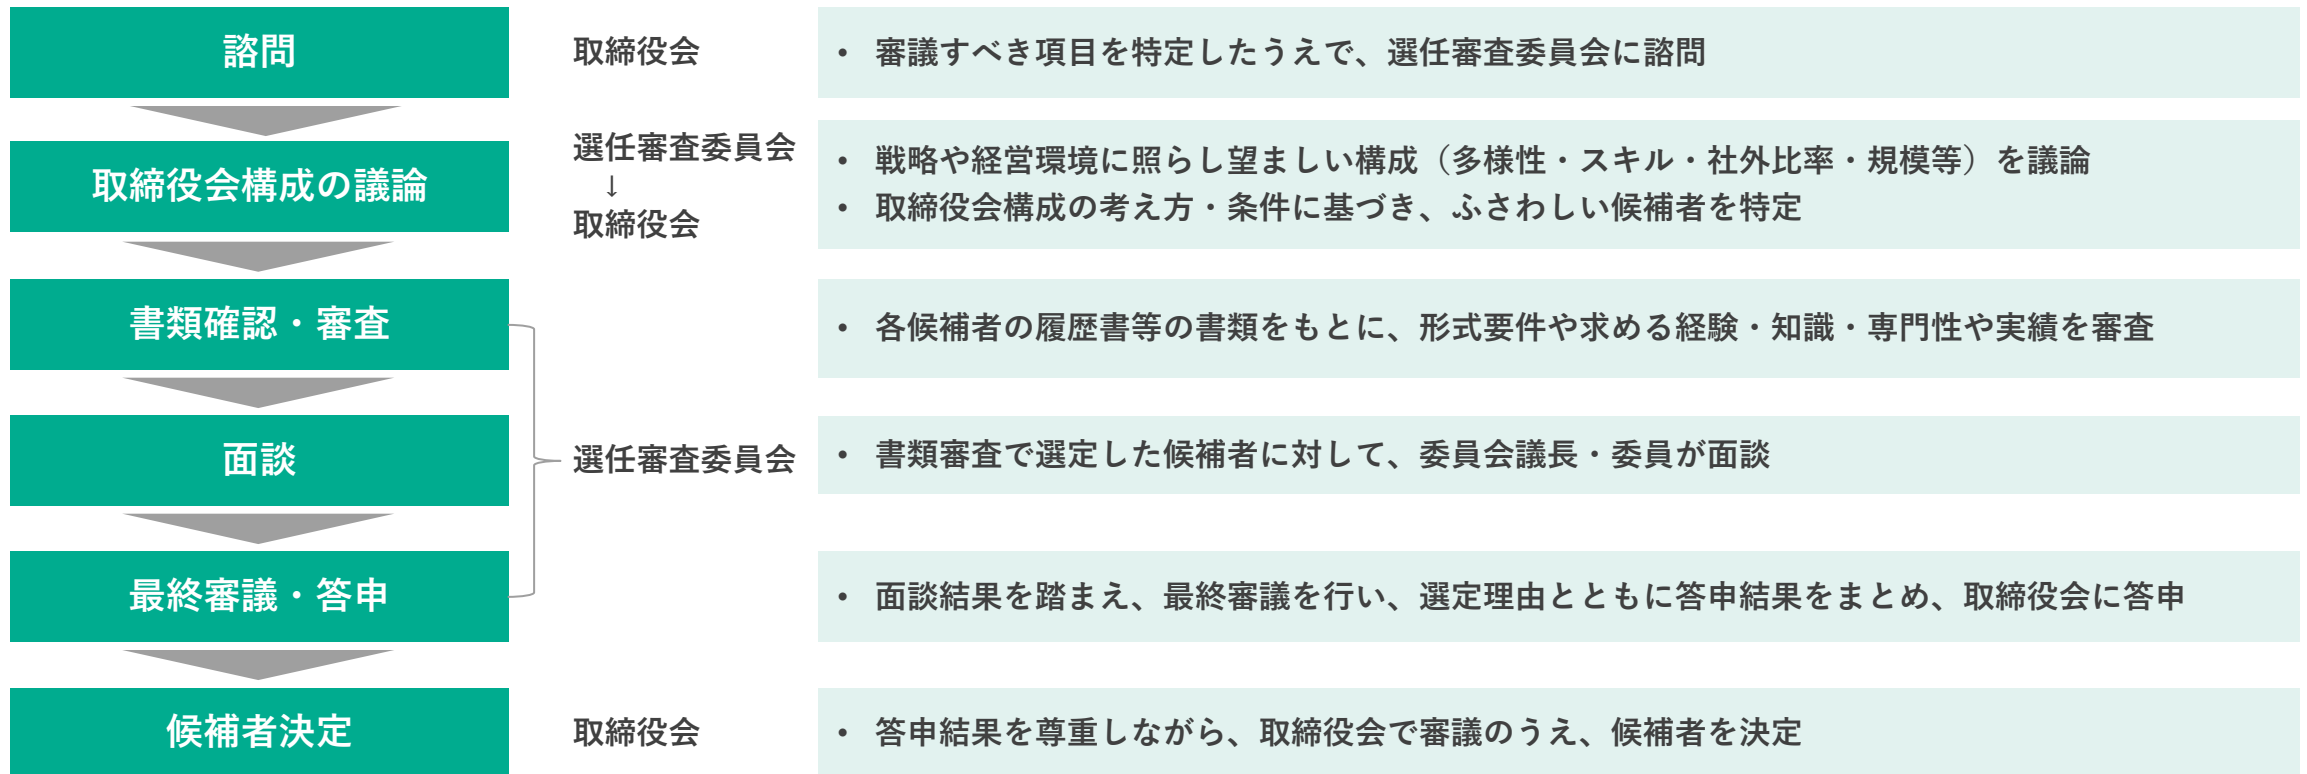 諮問
取締役会
• 審議すべき項目を特定したうえで、選任審査委員会に諮問
取締役会構成の議論
選任審査委員会
↓
取締役会
• 戦略や経営環境に照らし望ましい構成（多様性・スキル・社外比率・規模等）を議論
• 取締役会構成の考え方・条件に基づき、ふさわしい候補者を特定
書類確認・審査
• 各候補者の履歴書等の書類をもとに、形式要件や求める経験・知識・専門性や実績を審査
面談
選任審査委員会
• 書類審査で選定した候補者に対して、委員会議長・委員が面談
最終審議・答申
• 面談結果を踏まえ、最終審議を行い、選定理由とともに答申結果をまとめ、取締役会に答申
候補者決定
取締役会
• 答申結果を尊重しながら、取締役会で審議のうえ、候補者を決定